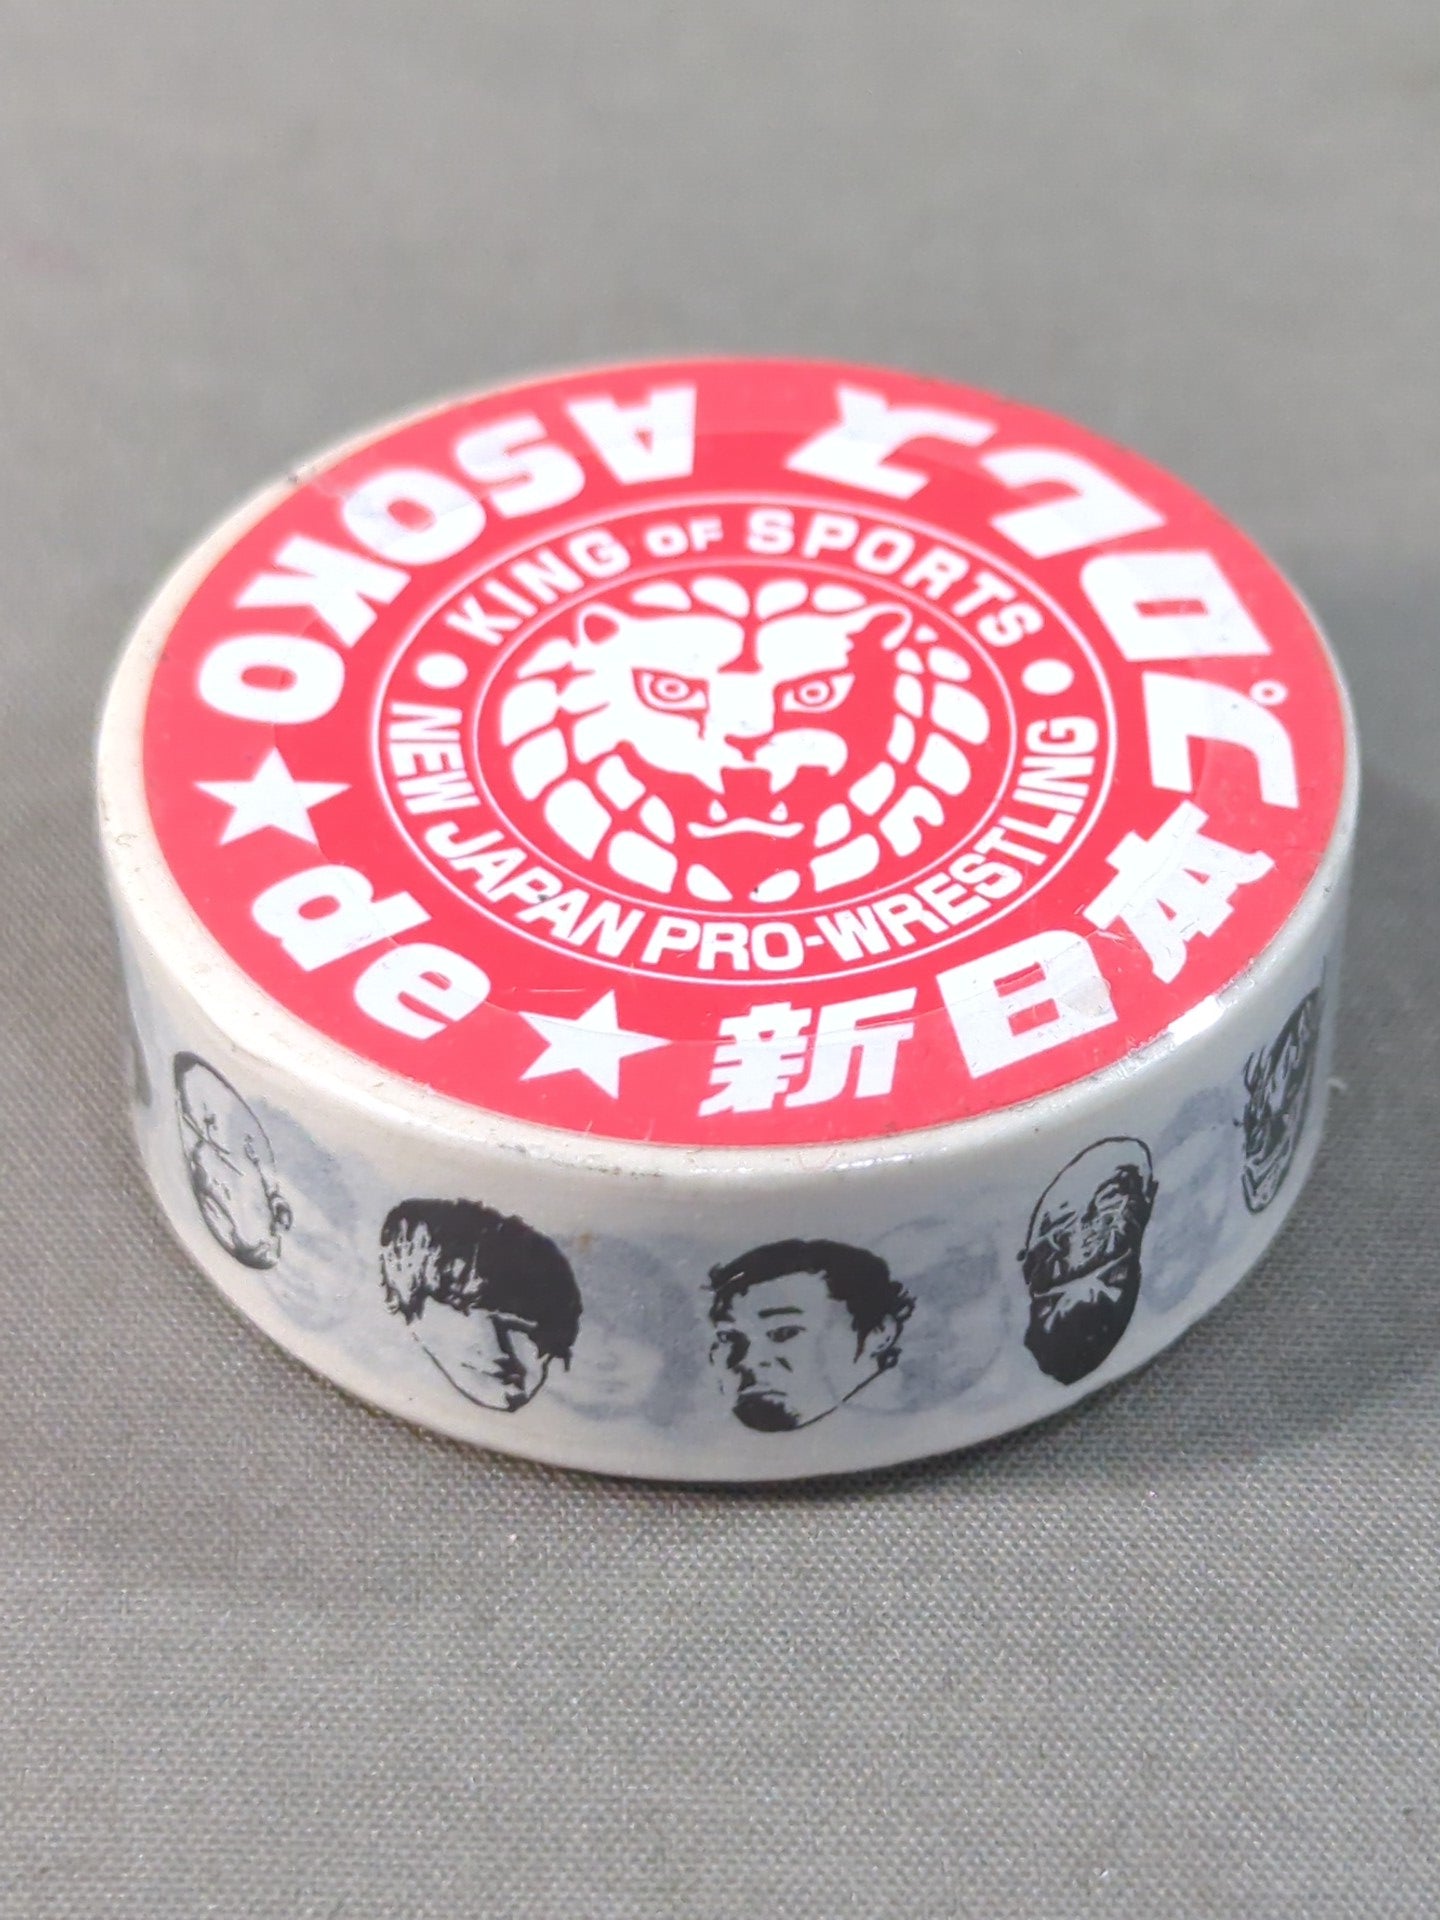 新日本プロレス
ASOKO
★de★
KING OF SPORTS
NEW JAPAN PRO-WRESTLING